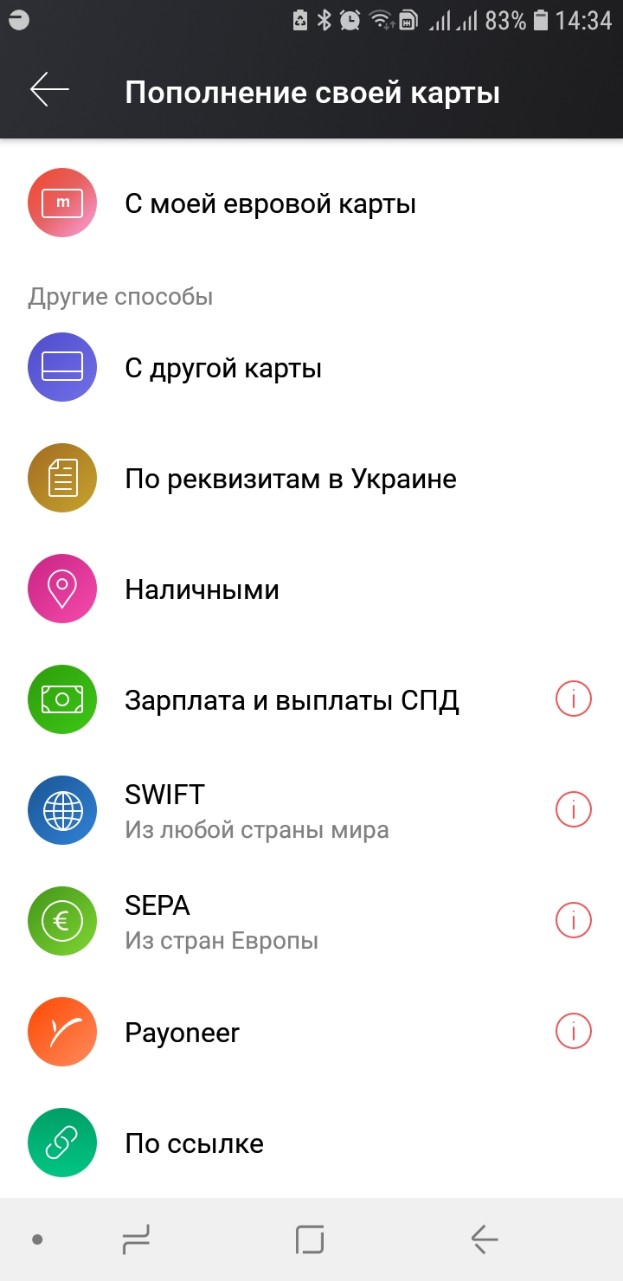 83% 14:34
Пополнение своей карты
m
С моей евровой карты
Другие способы
С другой карты
По реквизитам в Украине
Наличными
Зарплата и выплаты СПД
i
SWIFT
Из любой страны мира
i
€
SEPA
Из стран Европы
i
Payoneer
i
По ссылке